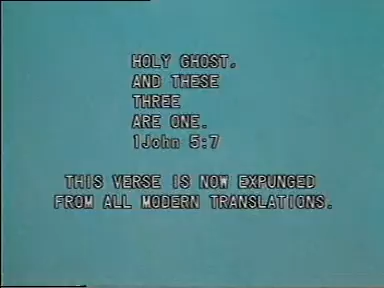 HOLY GHOST.
AND THESE
THREE
ARE ONE.
1John 5:7
THIS VERSE IS NOW EXPUNGED
FROM ALL MODERN TRANSLATIONS.